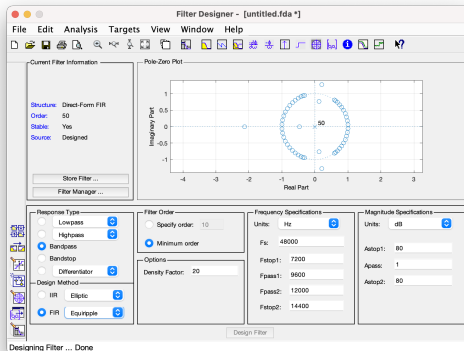 Filter Designer - [untitled.fda *]
File Edit Analysis Targets View Window Help
Current Filter Information
Structure: Direct-Form FIR
Order: 50
Stable: Yes
Source: Designed
Store Filter ...
Filter Manager ...
Pole-Zero Plot
Imaginary Part
1
0.5
0
-0.5
-1
50
-4 -3 -2 -1 0 1 2 3
Real Part
Response Type
Lowpass
Highpass
Bandpass
Bandstop
Differentiator
Design Method
IIR Elliptic
FIR Equiripple
Filter Order
Specify order: 10
Minimum order
Options
Density Factor: 20
Frequency Specifications
Units: Hz
Fs: 48000
Fstop1: 7200
Fpass1: 9600
Fpass2: 12000
Fstop2: 14400
Magnitude Specifications
Units: dB
Astop1: 80
Apass: 1
Astop2: 80
Design Filter
Designing Filter ... Done